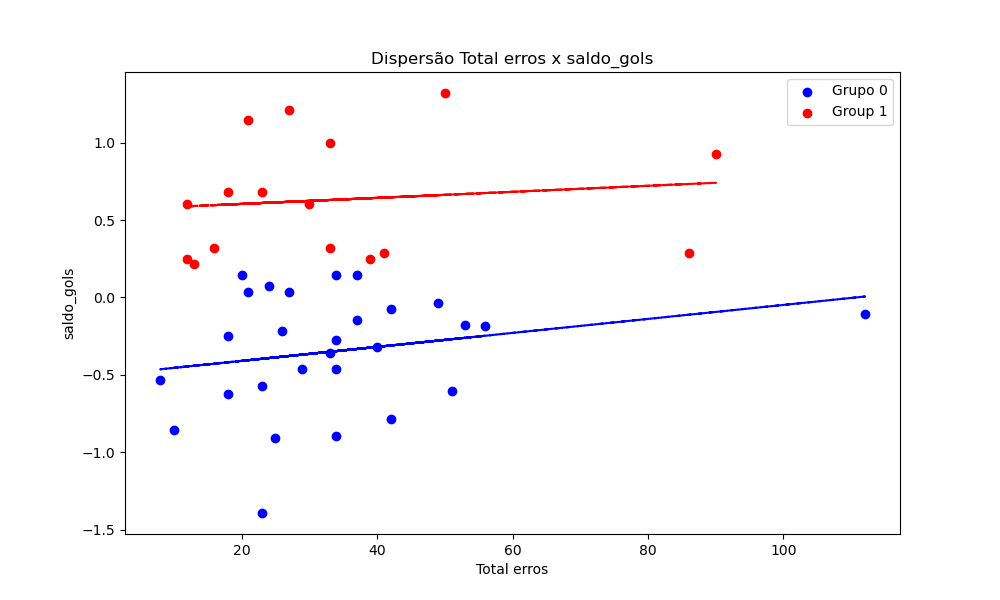 Dispersão Total erros x saldo_gols
Grupo 0
Group 1
saldo_gols
1.0
0.5
0.0
−0.5
−1.0
−1.5
20
40
60
80
100
Total erros